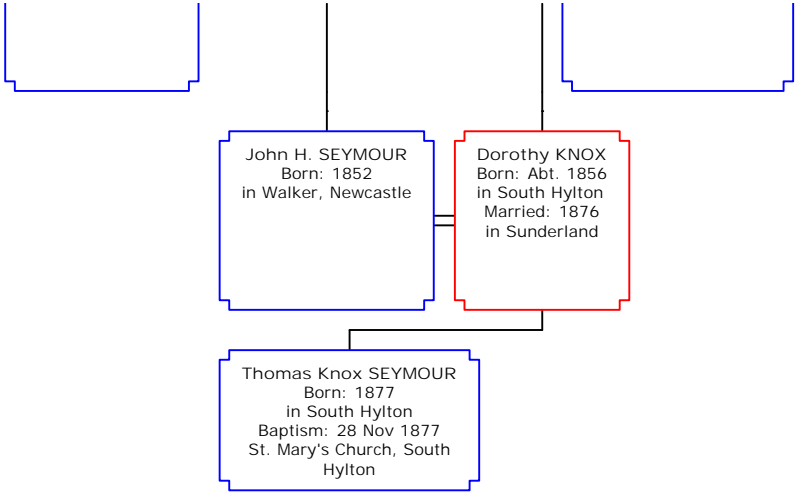 John H. SEYMOUR
Born: 1852
in Walker, Newcastle
Dorothy KNOX
Born: Abt. 1856
in South Hylton
Married: 1876
in Sunderland
Thomas Knox SEYMOUR
Born: 1877
in South Hylton
Baptism: 28 Nov 1877
St. Mary's Church, South
Hylton